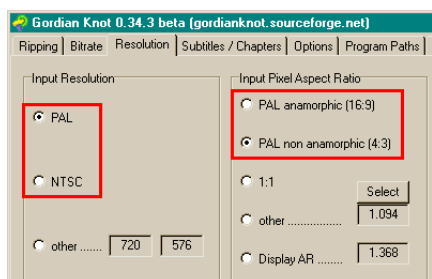 Gordian Knot 0.34.3 beta (gordianknot.sourceforge.net)
Ripping Bitrate Resolution Subtitles / Chapters Options Program Paths
Input Resolution
PAL
NTSC
other ....... 720 576
Input Pixel Aspect Ratio
PAL anamorphic (16:9)
PAL non anamorphic (4:3)
1:1
Select
other ................ 1.094
Display AR ........ 1.368